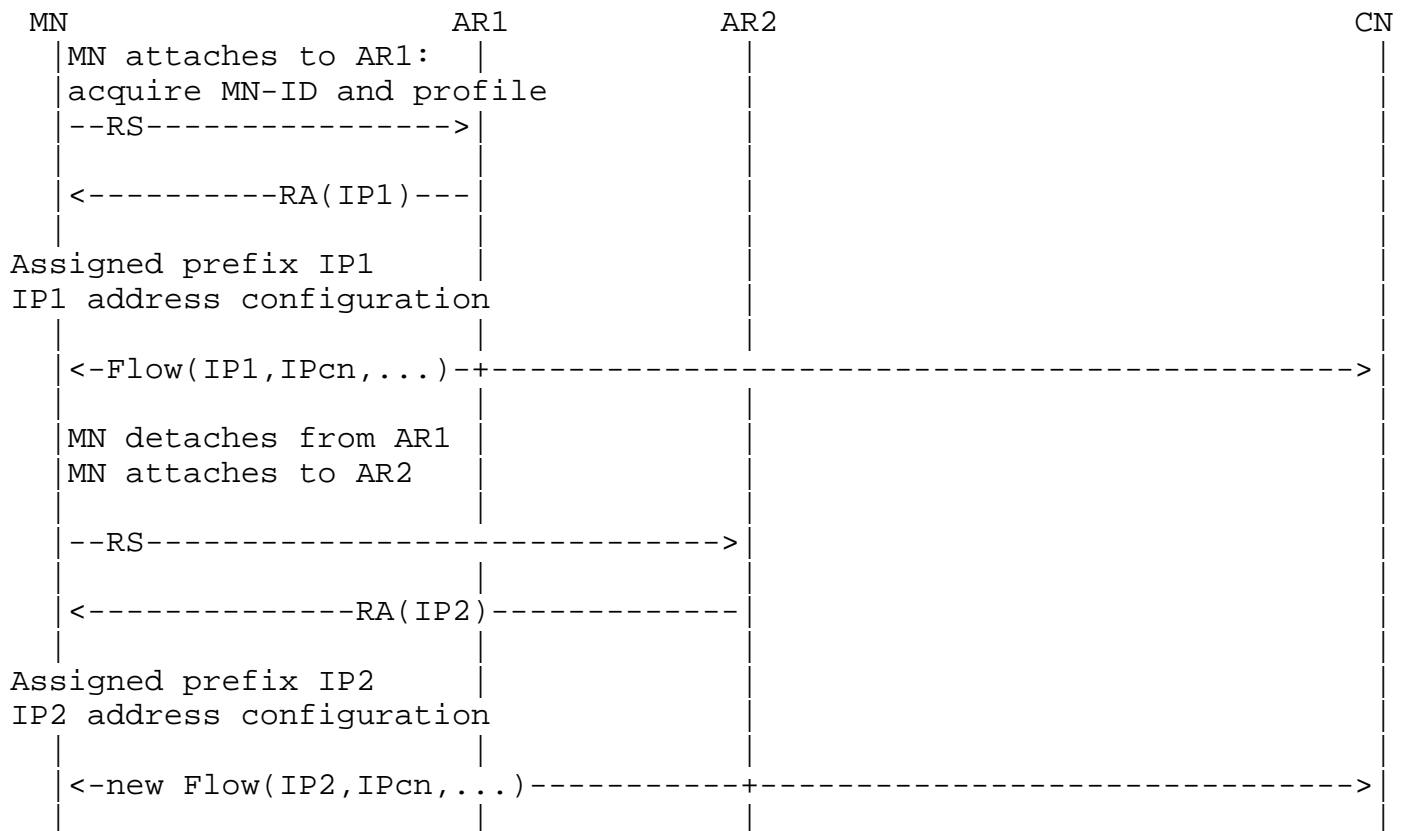 MN AR1 AR2 CN
MN attaches to AR1:
acquire MN-ID and profile
--RS---------------->
<----------RA(IP1)---
Assigned prefix IP1
IP1 address configuration
<-Flow(IP1,IPcn,...)-+--------------------------------------------->
MN detaches from AR1
MN attaches to AR2
--RS------------------------------>
<--------------RA(IP2)-------------
Assigned prefix IP2
IP2 address configuration
<-new Flow(IP2,IPcn,...)-----------+------------------------------->